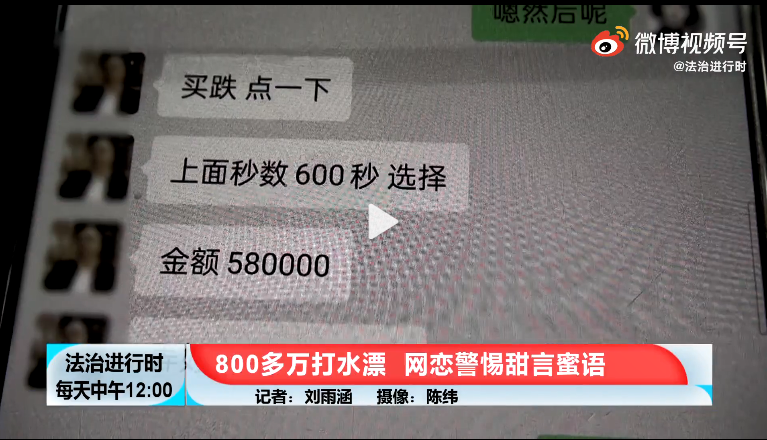 嗯然后呢
微博视频号
@法治进行时
买跌 点一下
上面秒数600秒 选择
金额 580000
法治进行时
800多万打水漂 网恋警惕甜言蜜语
每天中午12:00
记者：刘雨涵 摄像：陈纬